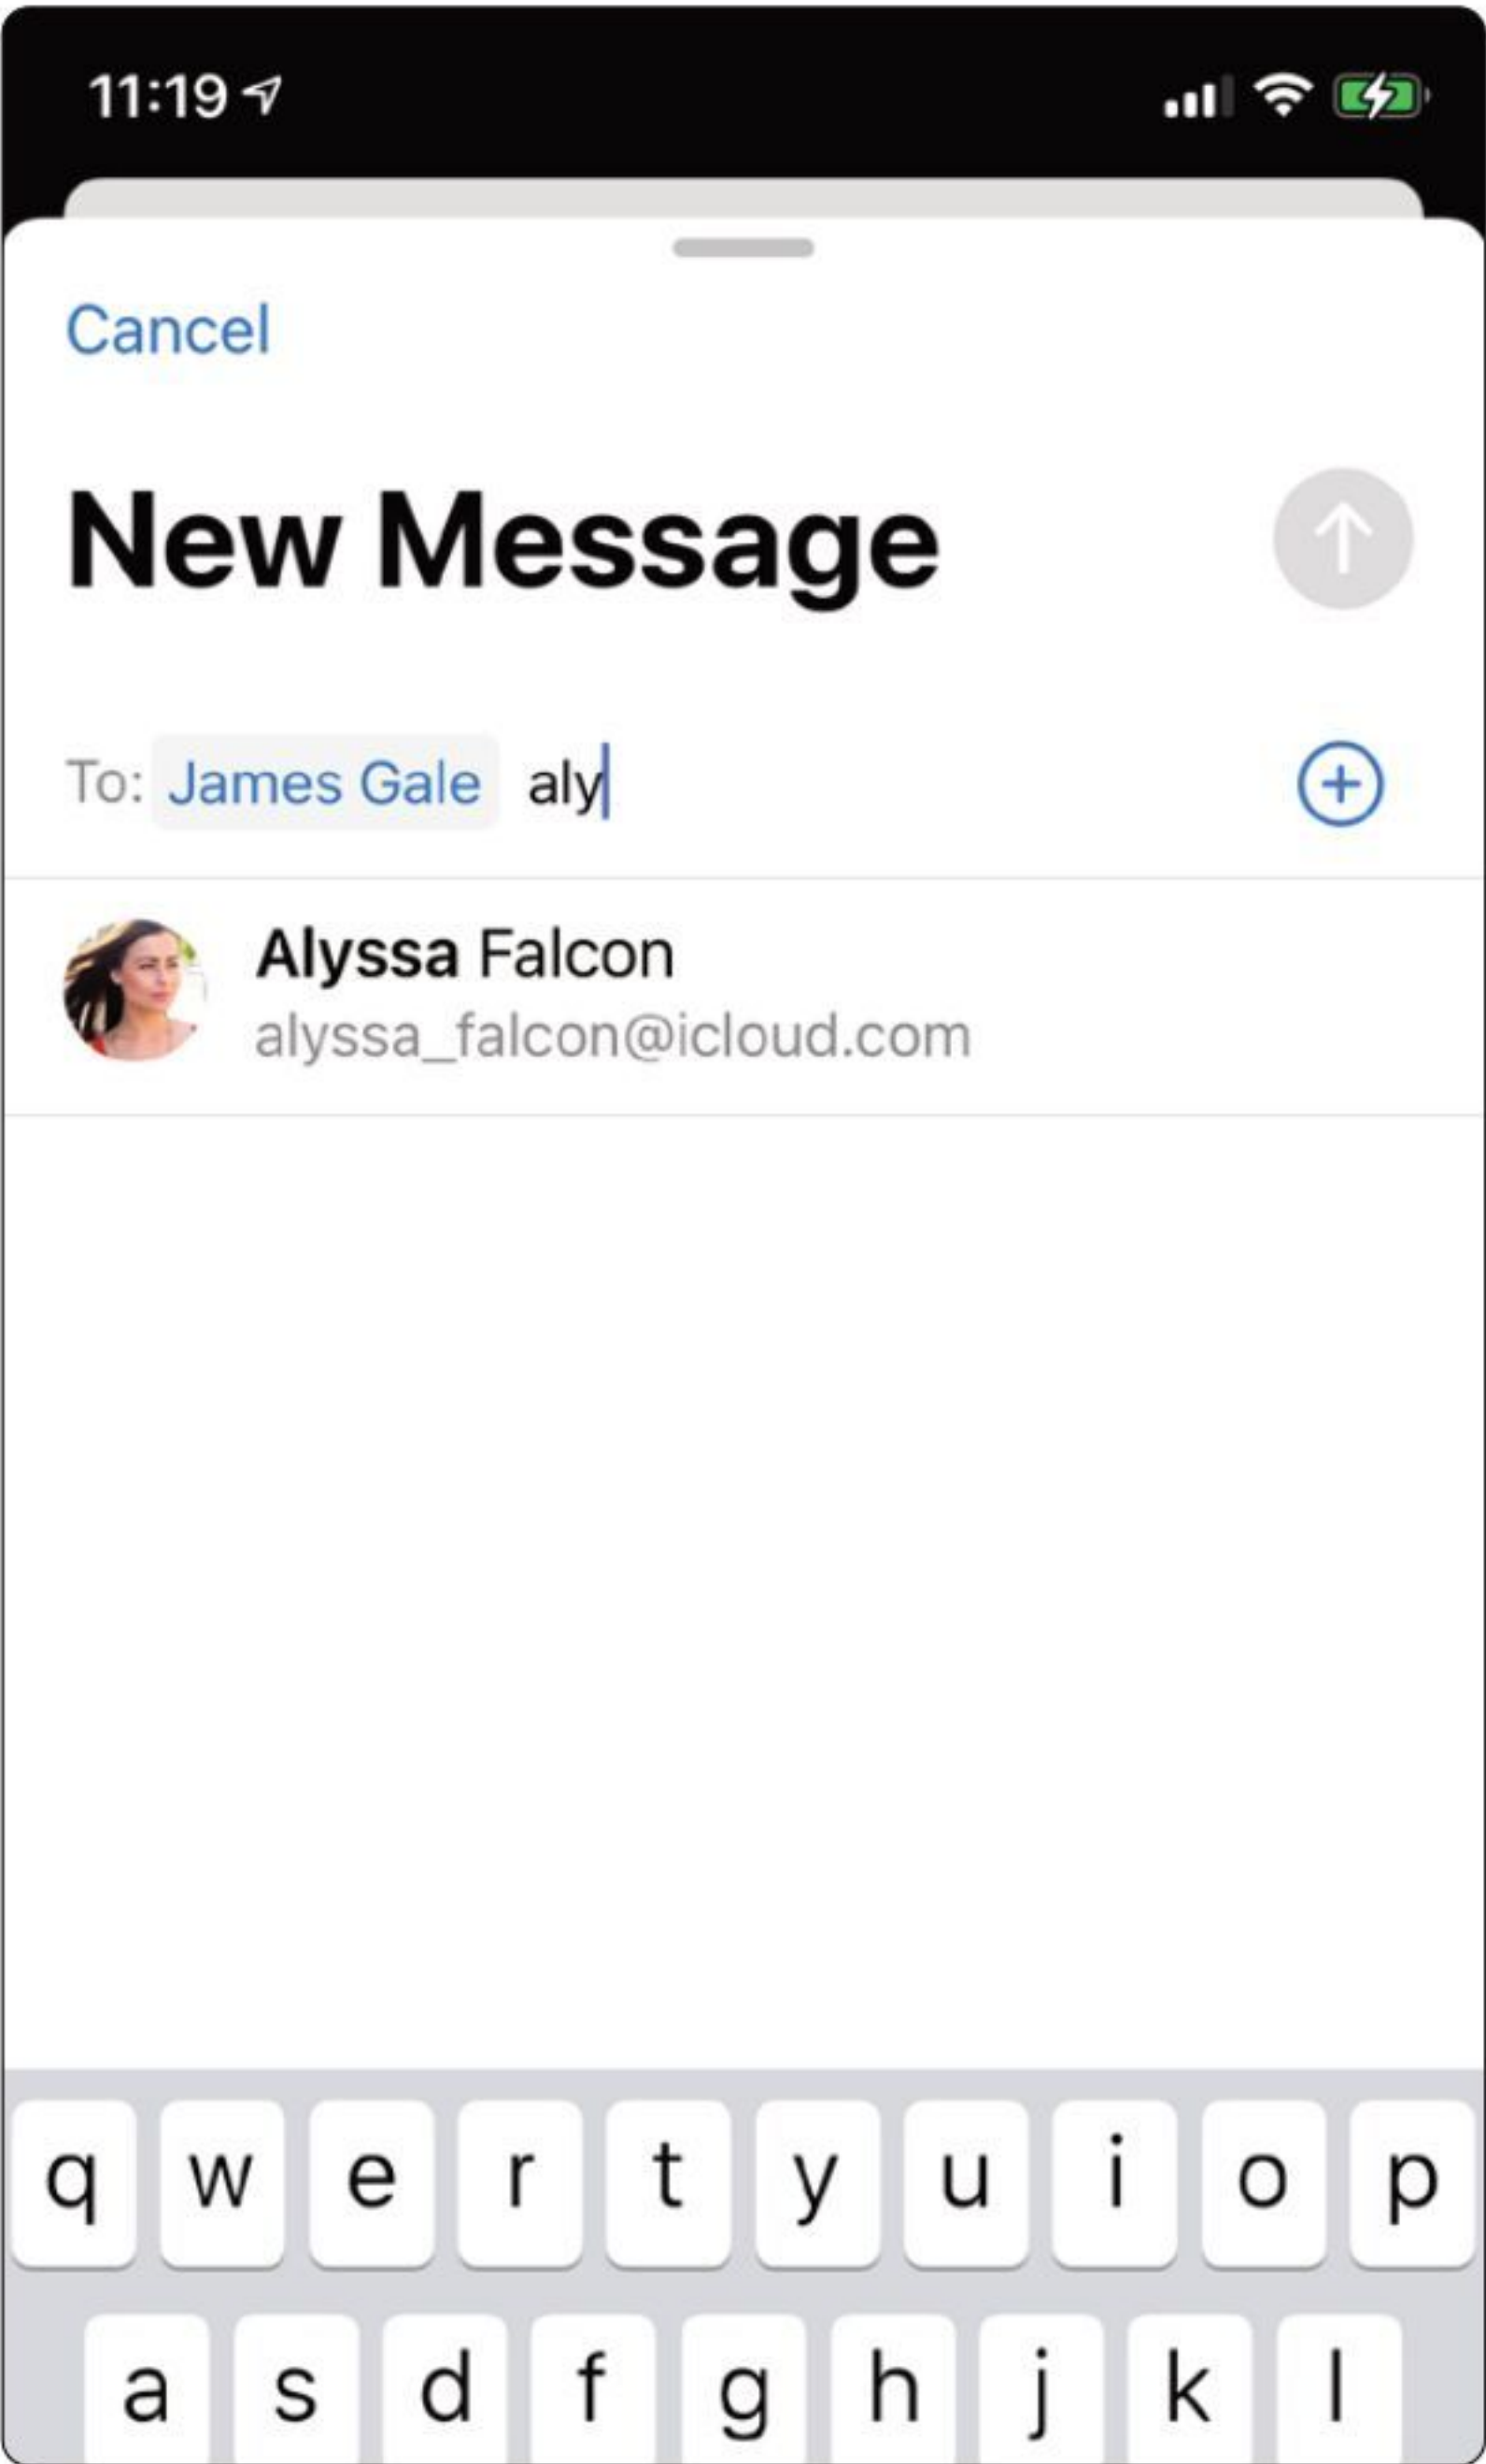 11:19
Cancel
New Message
To: James Gale aly
Alyssa Falcon
alyssa_falcon@icloud.com
q w e r t y u i o p
a s d f g h j k l